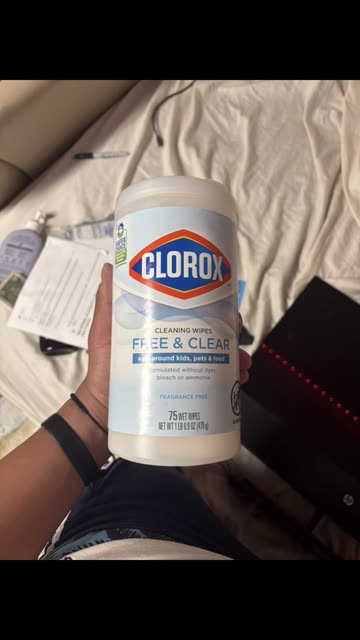 CLOROX
CLEANING WIPES
FREE & CLEAR
safe around kids, pets & food
formulated without dyes,
bleach or ammonia
FRAGRANCE FREE
75 WET WIPES
NET WT 1 LB 0.9 OZ (479 g)